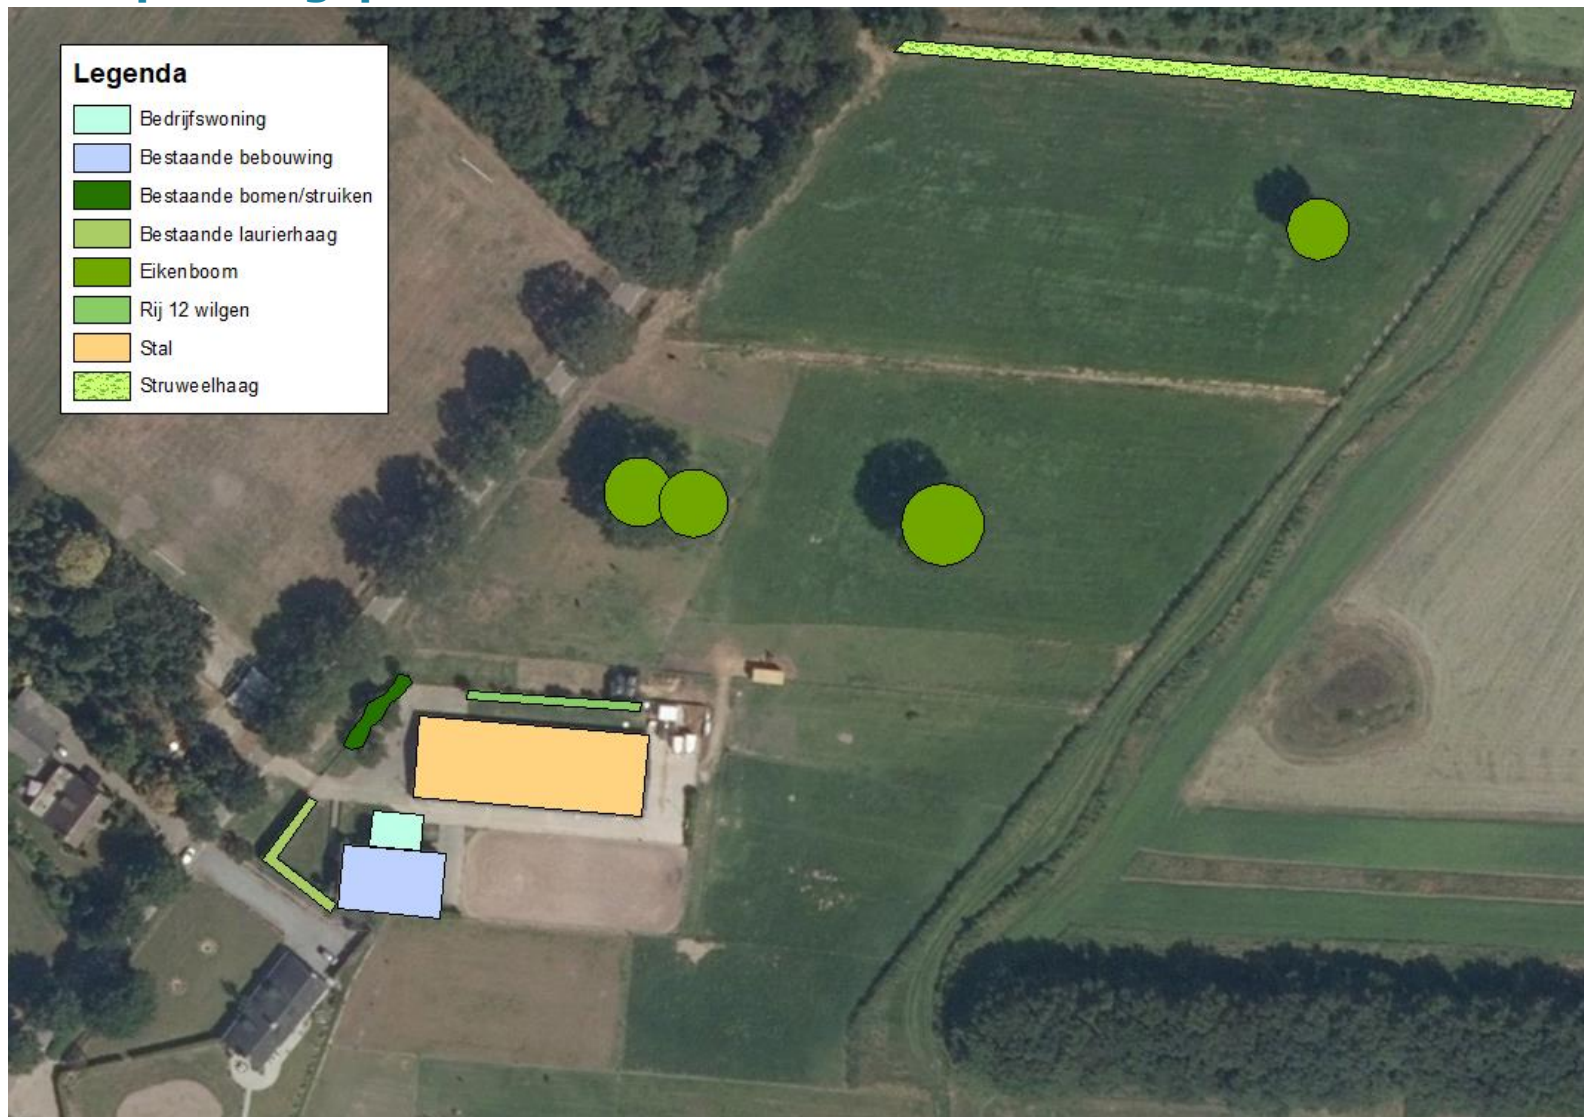 Legenda
Bedrijfswoning
Bestaande bebouwing
Bestaande bomen/struiken
Bestaande laurierhaag
Eikenboom
Rij 12 wilgen
Stal
Struweelhaag